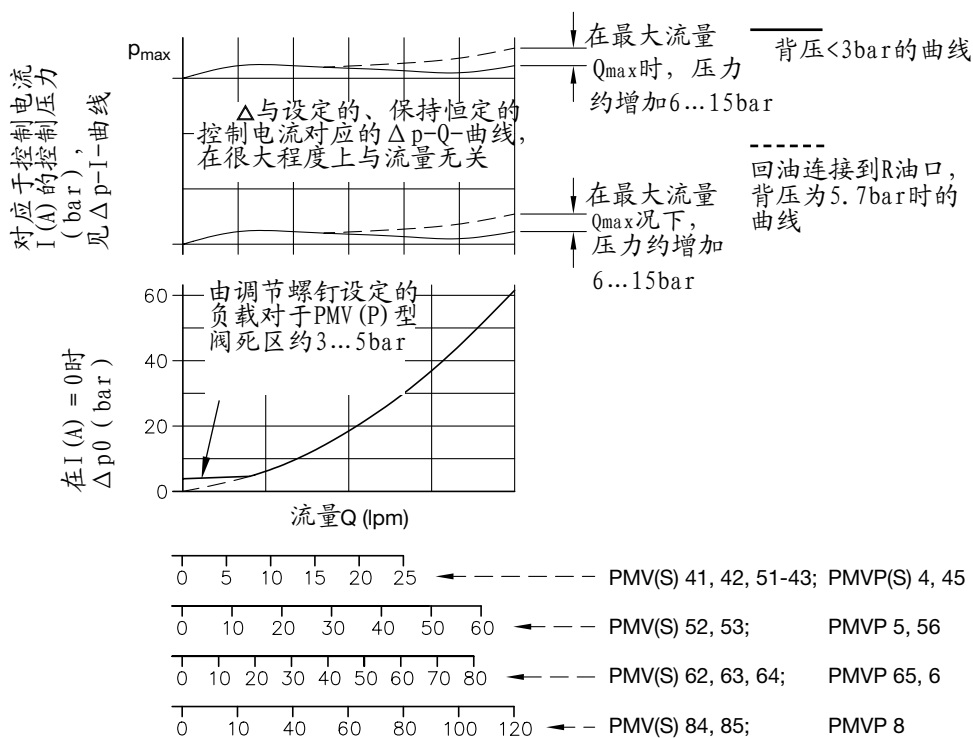 对应于控制电流
I(A)的控制压力
(bar),
见Δp-I-曲线
pmax
△与设定的、保持恒定的
控制电流对应的Δp-Q-曲线,
在很大程度上与流量无关
在最大流量
Qmax时, 压力
约增加6...15bar
背压<3bar的曲线
回油连接到R油口,
背压为5.7bar时的
曲线
在最大流量
Qmax况下,
压力约增加
6...15bar
在I(A)=0时
Δp0(bar)
60
40
20
0
由调节螺钉设定的
负载对于PMV(P)型
阀死区约3...5bar
流量Q (lpm)
0 5 10 15 20 25 PMV(S) 41, 42, 51-43; PMVP(S) 4, 45
0 10 20 30 40 50 60 PMV(S) 52, 53; PMVP 5, 56
0 10 20 30 40 50 60 70 80 PMV(S) 62, 63, 64; PMVP 65, 6
0 10 40 60 80 100 120 PMV(S) 84, 85; PMVP 8